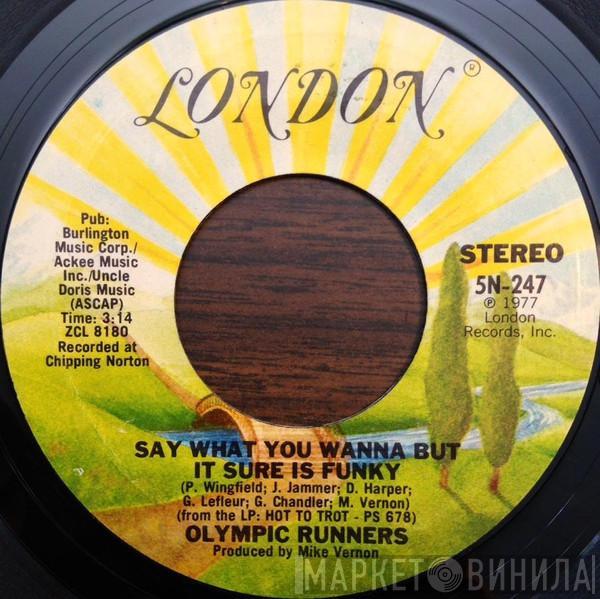 LONDON®
Pub:
Burlington
Music Corp./
Ackee Music
Inc./Uncle
Doris Music
(ASCAP)
Time: 3:14
ZCL 8180
Recorded at
Chipping Norton
STEREO
5N-247
℗ 1977
London
Records, Inc.
SAY WHAT YOU WANNA BUT
IT SURE IS FUNKY
(P. Wingfield; J. Jammer; D. Harper;
G. Lefleur; G. Chandler; M. Vernon)
(from the LP: HOT TO TROT - PS 678)
OLYMPIC RUNNERS
Produced by Mike Vernon
МАРКЕТ ВИНИЛА